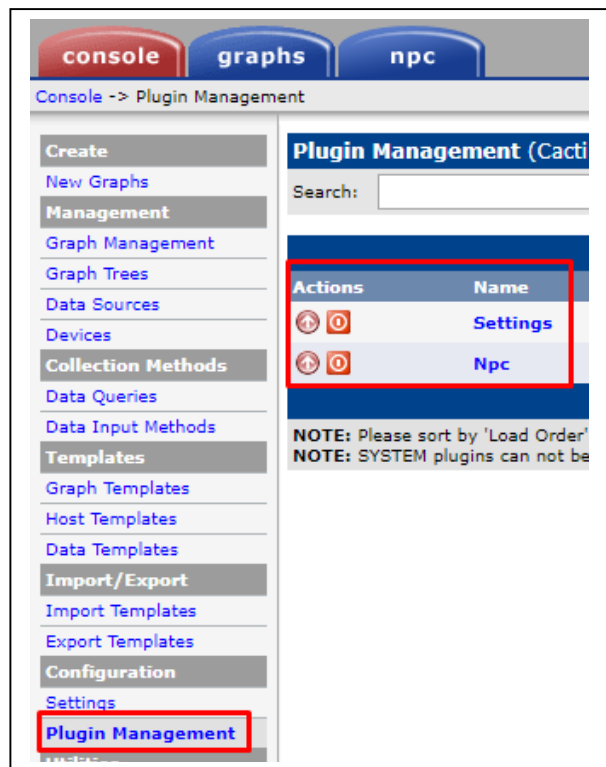 console graphs npc
Console -> Plugin Management
Create
New Graphs
Management
Graph Management
Graph Trees
Data Sources
Devices
Collection Methods
Data Queries
Data Input Methods
Templates
Graph Templates
Host Templates
Data Templates
Import/Export
Import Templates
Export Templates
Configuration
Settings
Plugin Management
Utilities
Plugin Management (Cacti
Search:
Actions Name
Settings
Npc
NOTE: Please sort by 'Load Order'
NOTE: SYSTEM plugins can not be